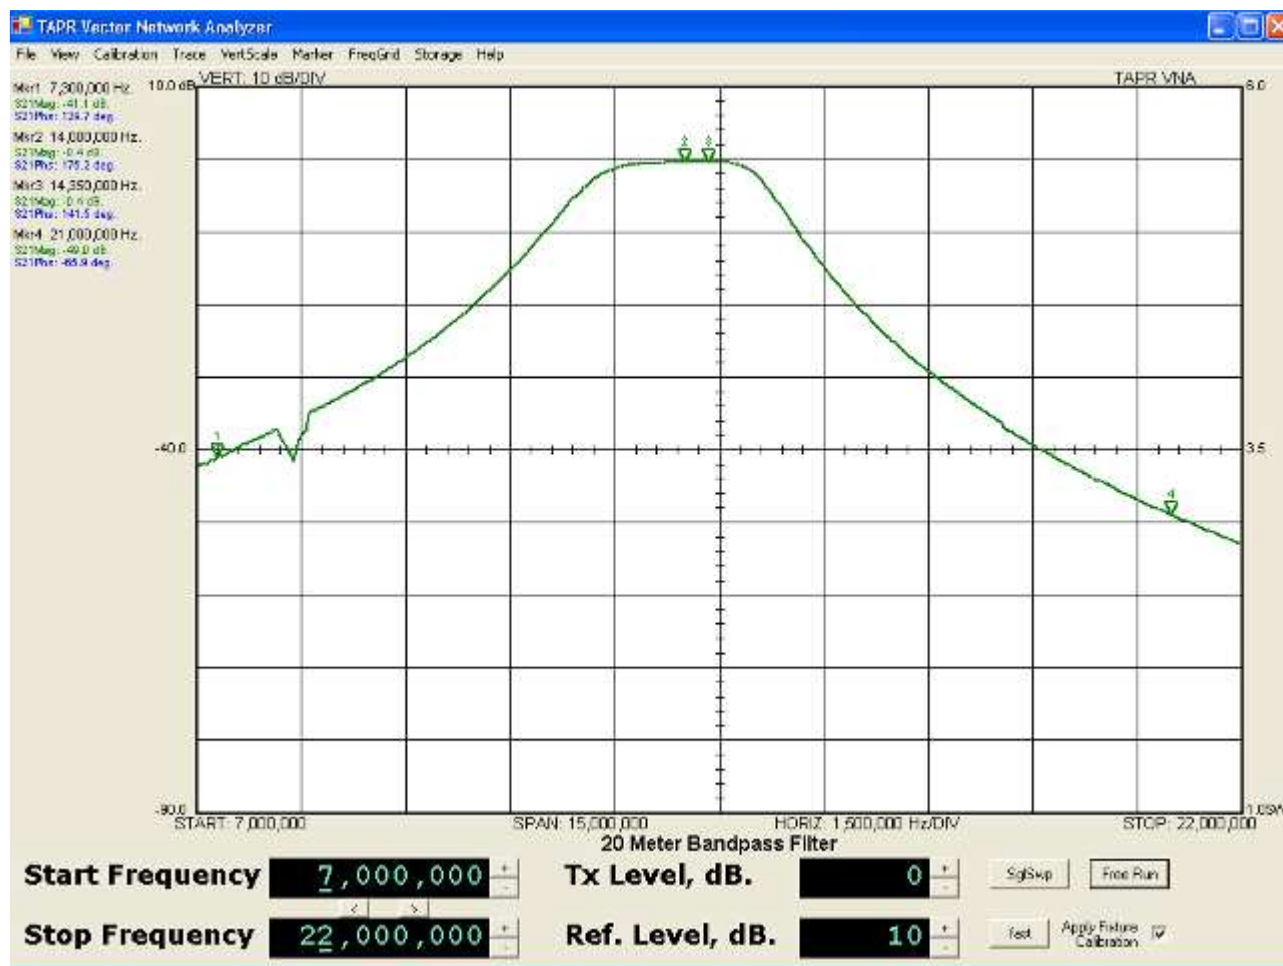 TAPR Vector Network Analyzer
File View Calibration Trace VertScale Marker FreqGrid Storage Help
VERT: 10 dB/DIV TAPR VNA
10.0 dB 6.0
Mkr1 7,300,000 Hz.
S21Mag: -41.1 dB.
S21Phs: 129.7 deg.
Mkr2 14,000,000 Hz.
S21Mag: -0.4 dB.
S21Phs: 175.2 deg.
Mkr3 14,350,000 Hz.
S21Mag: -0.4 dB.
S21Phs: 141.5 deg.
Mkr4 21,000,000 Hz.
S21Mag: -49.0 dB.
S21Phs: -65.9 deg.
2 3
1
-40.0 3.5
4
-90.0
START: 7,000,000 SPAN: 15,000,000 HORIZ: 1,500,000 Hz/DIV STOP: 22,000,000
20 Meter Bandpass Filter
Start Frequency 7,000,000 + - Tx Level, dB. 0 + - SglSwp Free Run
< >
Stop Frequency 22,000,000 + - Ref. Level, dB. 10 + - fast Apply Fixture
Calibration